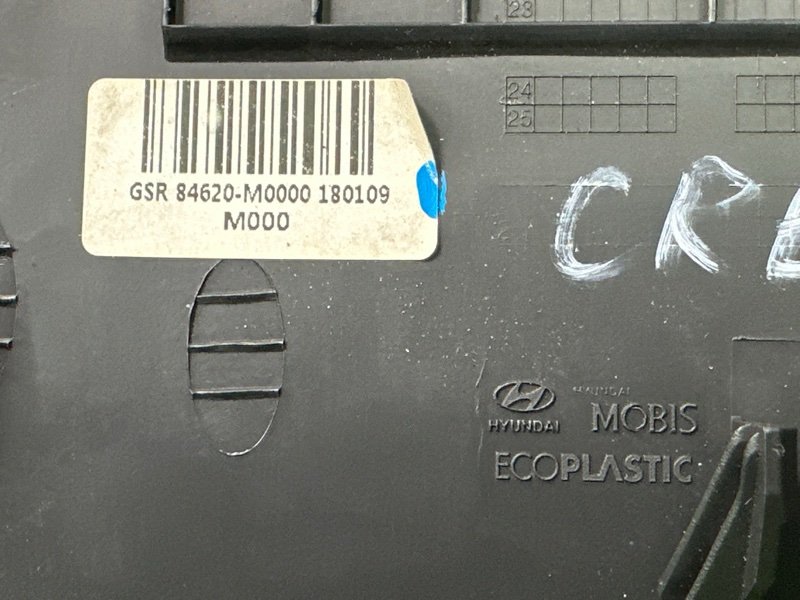 23
24
25
GSR 84620-M0000 180109
M000
CR
HYUNDAI
HYUNDAI
MOBIS
ECOPLASTIC